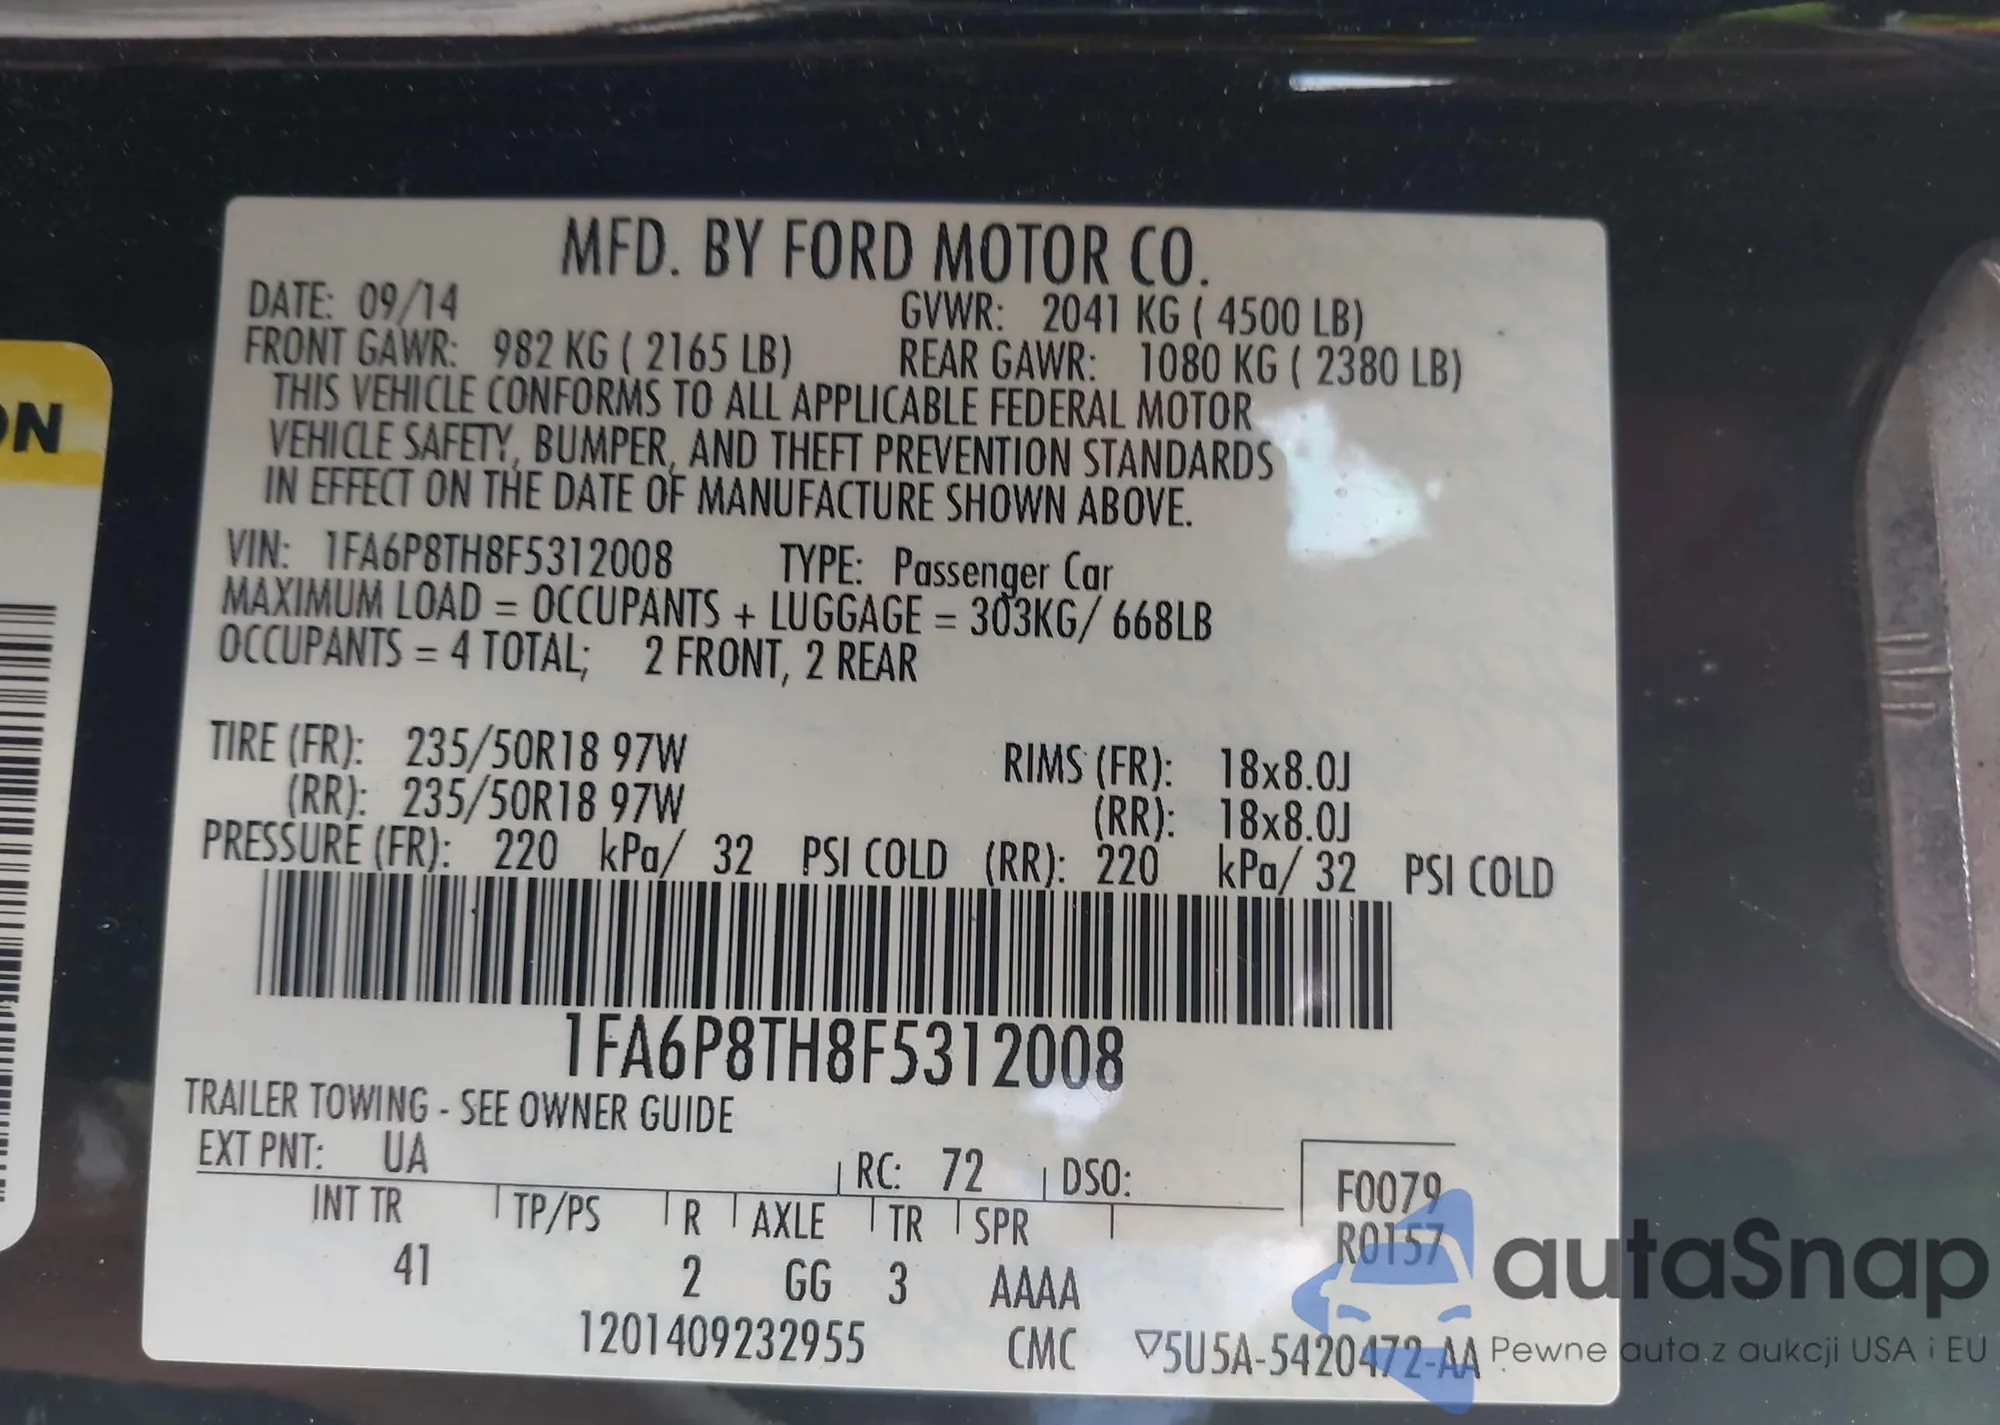 MFD. BY FORD MOTOR CO.
DATE: 09/14 GVWR: 2041 KG ( 4500 LB)
FRONT GAWR: 982 KG ( 2165 LB) REAR GAWR: 1080 KG ( 2380 LB)
THIS VEHICLE CONFORMS TO ALL APPLICABLE FEDERAL MOTOR
VEHICLE SAFETY, BUMPER, AND THEFT PREVENTION STANDARDS
IN EFFECT ON THE DATE OF MANUFACTURE SHOWN ABOVE.
VIN: 1FA6P8TH8F5312008 TYPE: Passenger Car
MAXIMUM LOAD = OCCUPANTS + LUGGAGE = 303KG/ 668LB
OCCUPANTS = 4 TOTAL; 2 FRONT, 2 REAR
TIRE (FR): 235/50R18 97W RIMS (FR): 18x8.0J
(RR): 235/50R18 97W (RR): 18x8.0J
PRESSURE (FR): 220 kPa/ 32 PSI COLD (RR): 220 kPa/ 32 PSI COLD
1FA6P8TH8F5312008
TRAILER TOWING - SEE OWNER GUIDE
EXT PNT: UA RC: 72 DSO: F0079
INT TR TP/PS R AXLE TR SPR R0157
41 2 GG 3 AAAA
1201409232955 CMC ▽5U5A-5420472-AA
ON
autaSnap
Pewne auta z aukcji USA i EU